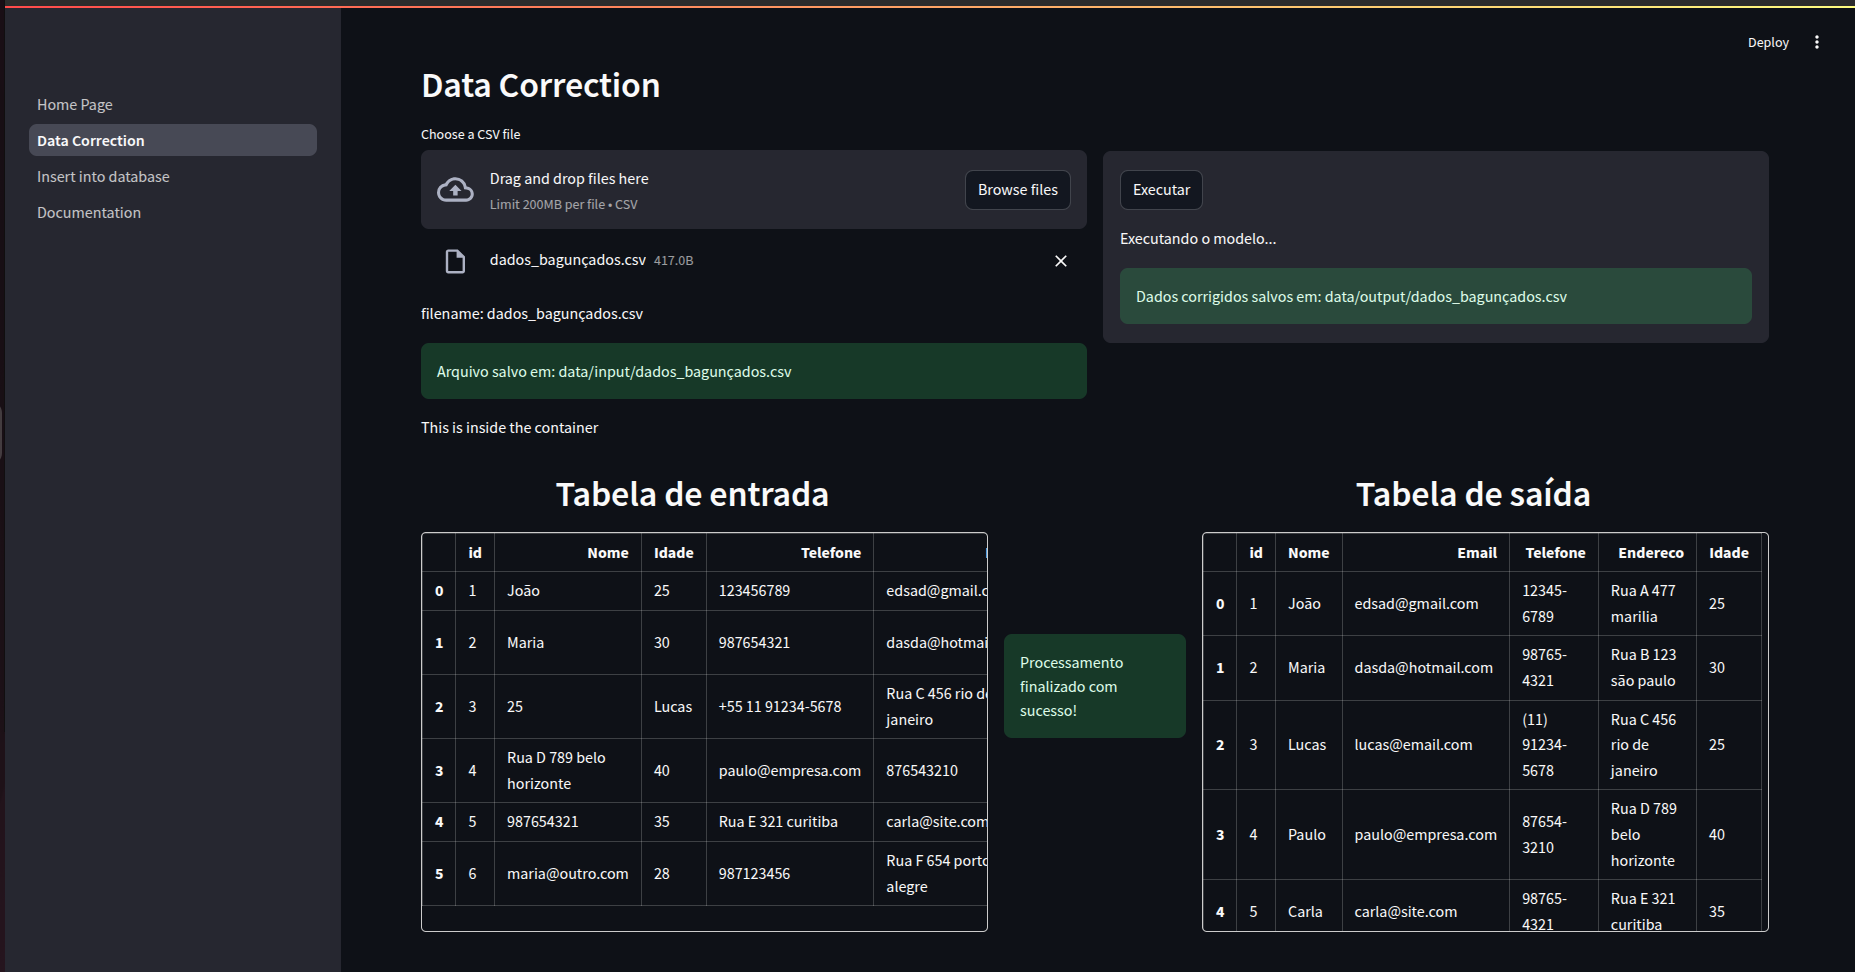 Deploy
Home Page
Data Correction
Insert into database
Documentation
Data Correction
Choose a CSV file
Drag and drop files here
Limit 200MB per file • CSV
Browse files
dados_bagunçados.csv 417.0B
filename: dados_bagunçados.csv
Arquivo salvo em: data/input/dados_bagunçados.csv
This is inside the container
Executar
Executando o modelo...
Dados corrigidos salvos em: data/output/dados_bagunçados.csv
Tabela de entrada
id Nome Idade Telefone
0 1 João 25 123456789 edsad@gmail.c
1 2 Maria 30 987654321 dasda@hotmai
2 3 25 Lucas +55 11 91234-5678 Rua C 456 rio de
janeiro
3 4 Rua D 789 belo
horizonte 40 paulo@empresa.com 876543210
4 5 987654321 35 Rua E 321 curitiba carla@site.com
5 6 maria@outro.com 28 987123456 Rua F 654 porto
alegre
Processamento
finalizado com
sucesso!
Tabela de saída
id Nome Email Telefone Endereco Idade
0 1 João edsad@gmail.com 12345-
6789 Rua A 477
marilia 25
1 2 Maria dasda@hotmail.com 98765-
4321 Rua B 123
são paulo 30
2 3 Lucas lucas@email.com (11)
91234-
5678 Rua C 456
rio de
janeiro 25
3 4 Paulo paulo@empresa.com 87654-
3210 Rua D 789
belo
horizonte 40
4 5 Carla carla@site.com 98765-
4321 Rua E 321
curitiba 35